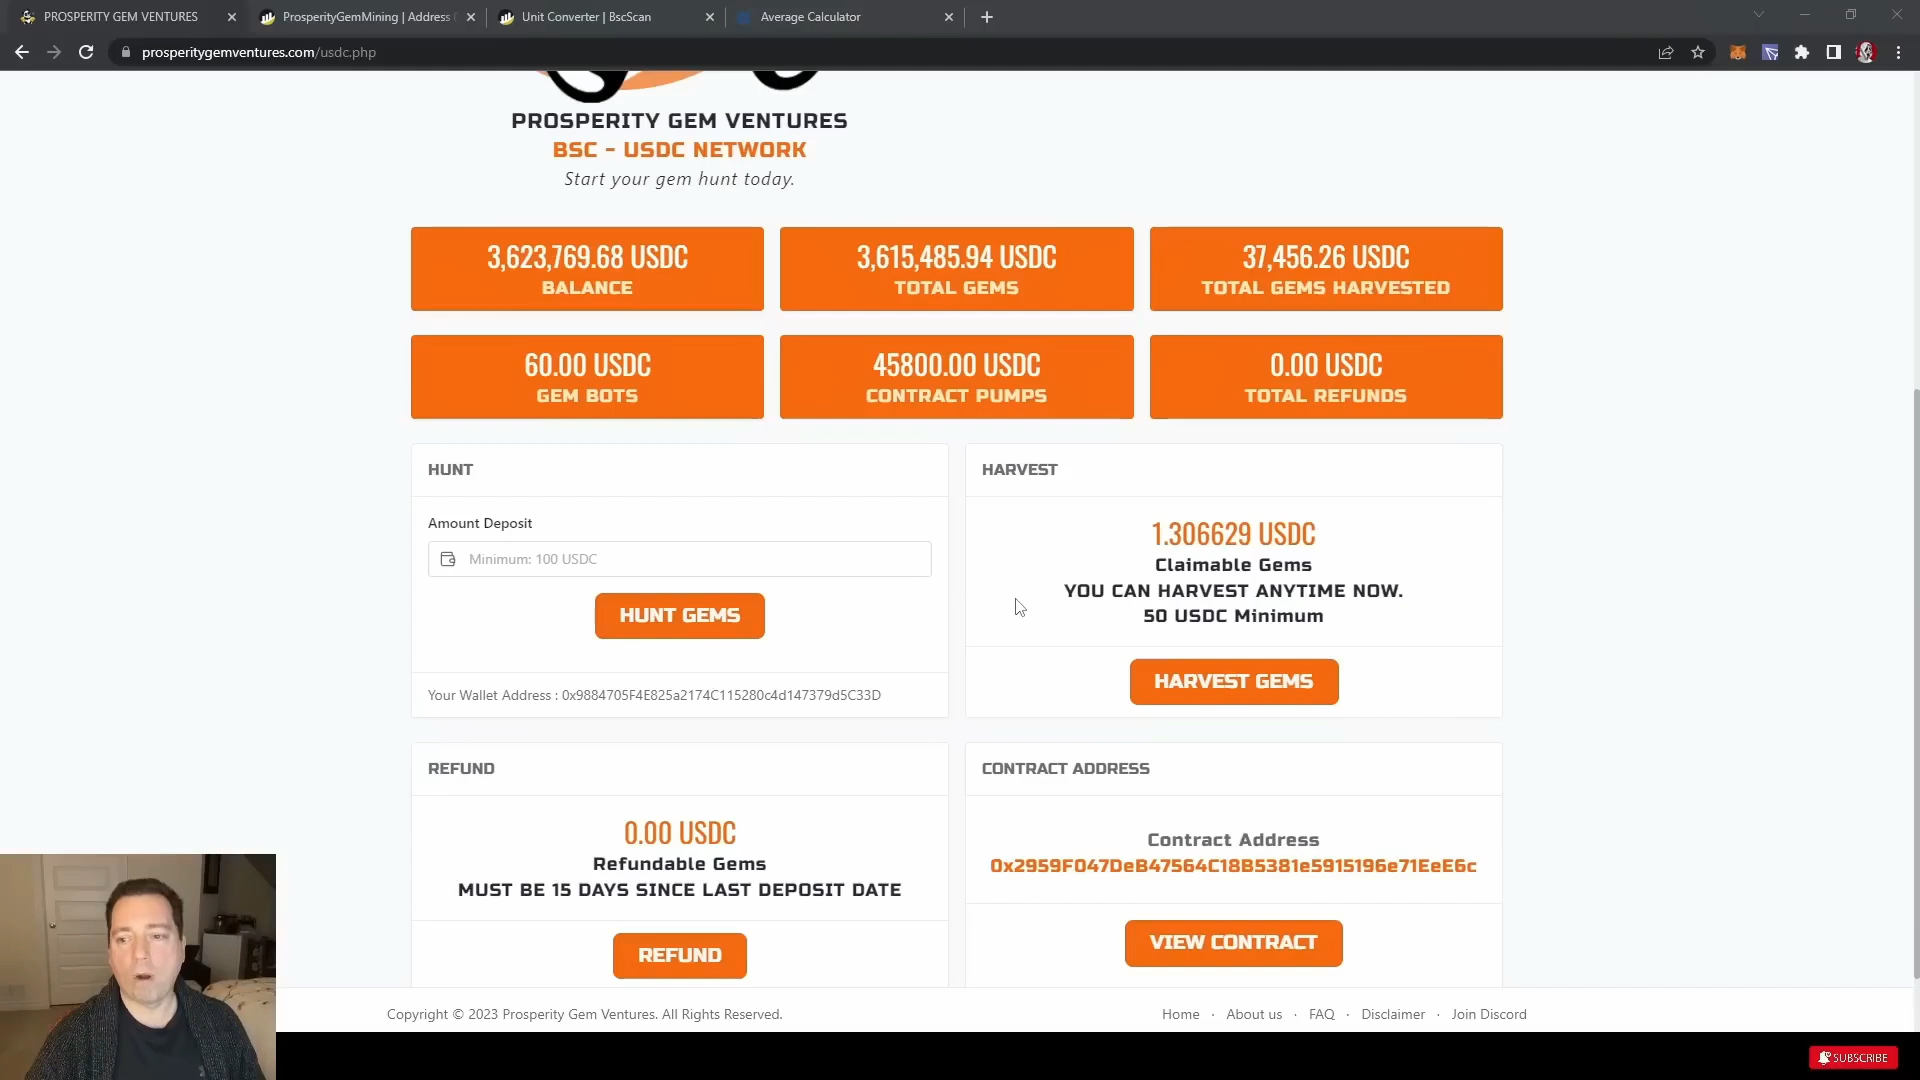 PROSPERITY GEM VENTURES
ProsperityGemMining | Address
Unit Converter | BscScan
Average Calculator
prosperitygemventures.com/usdc.php
PROSPERITY GEM VENTURES
BSC - USDC NETWORK
Start your gem hunt today.
3,623,769.68 USDC
BALANCE
3,615,485.94 USDC
TOTAL GEMS
37,456.26 USDC
TOTAL GEMS HARVESTED
60.00 USDC
GEM BOTS
45800.00 USDC
CONTRACT PUMPS
0.00 USDC
TOTAL REFUNDS
HUNT
Amount Deposit
Minimum: 100 USDC
HUNT GEMS
Your Wallet Address : 0x9884705F4E825a2174C115280c4d147379d5C33D
HARVEST
1.306629 USDC
Claimable Gems
YOU CAN HARVEST ANYTIME NOW.
50 USDC Minimum
HARVEST GEMS
REFUND
0.00 USDC
Refundable Gems
MUST BE 15 DAYS SINCE LAST DEPOSIT DATE
REFUND
CONTRACT ADDRESS
Contract Address
0x2959F047DeB47564C18B5381e5915196e71EeE6c
VIEW CONTRACT
Copyright © 2023 Prosperity Gem Ventures. All Rights Reserved.
Home · About us · FAQ · Disclaimer · Join Discord
SUBSCRIBE